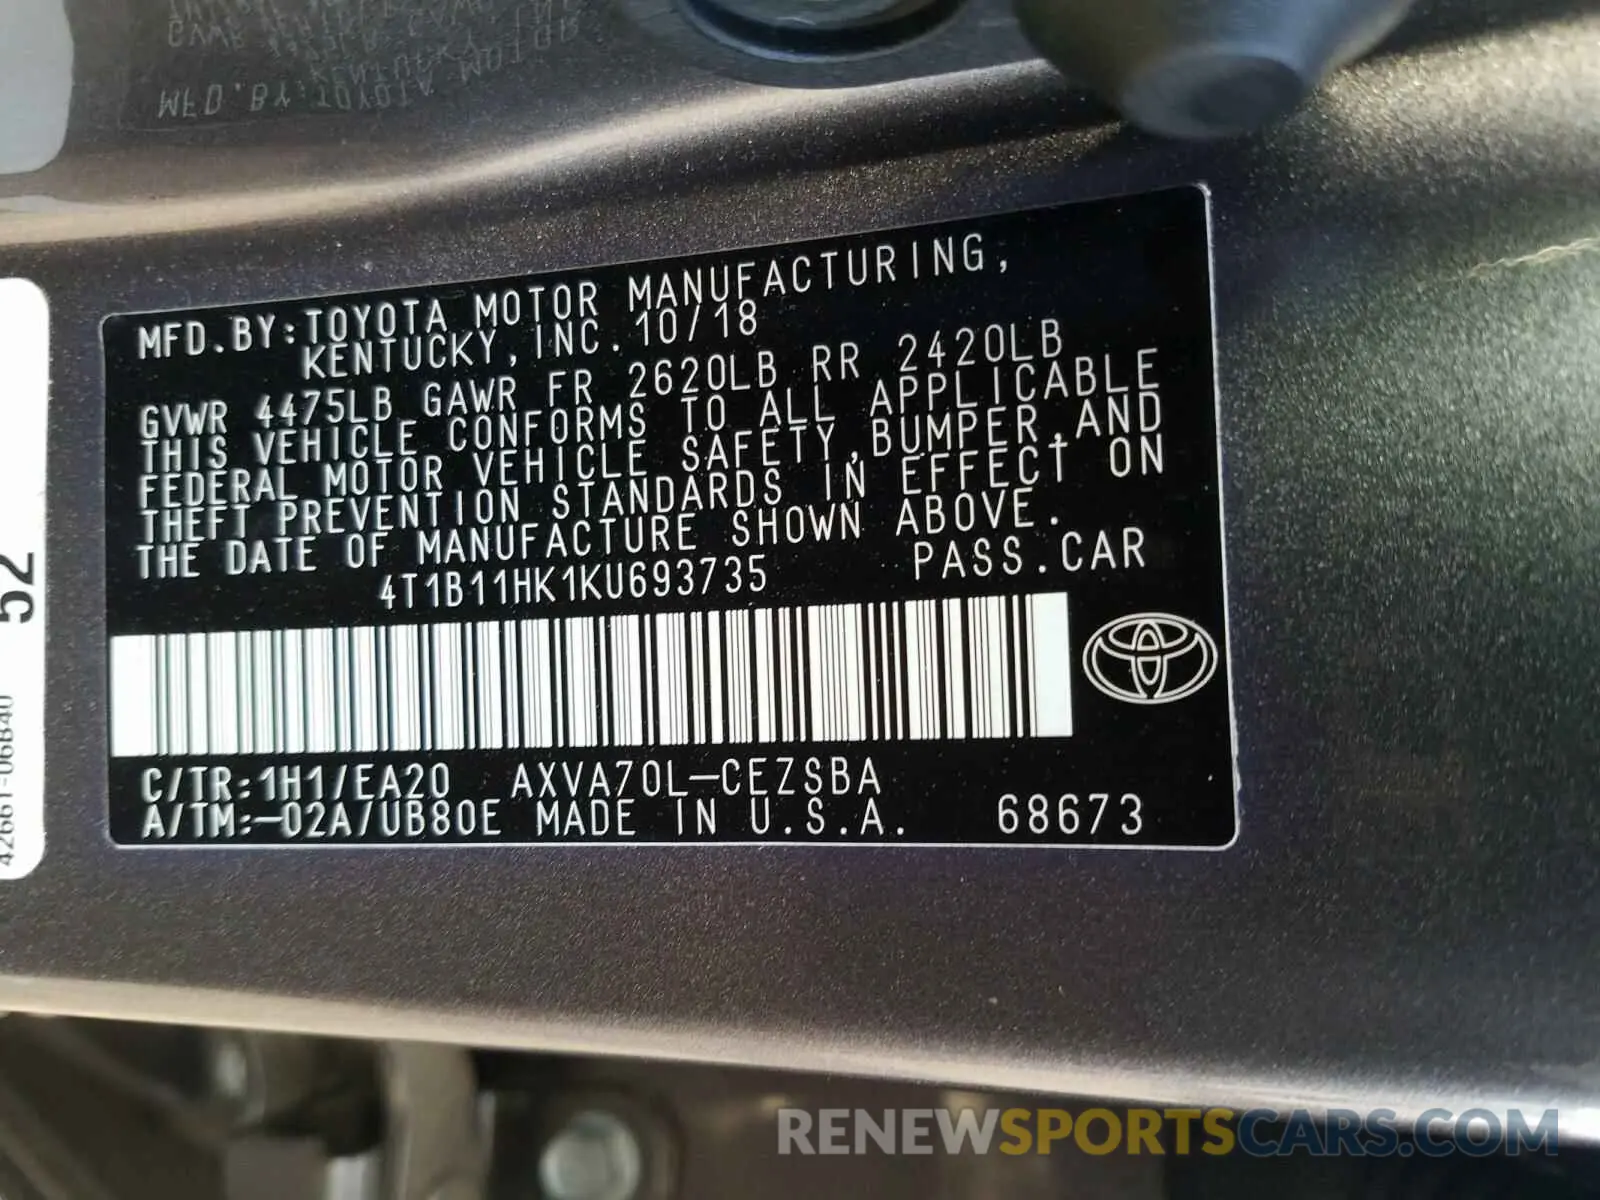 MFD.BY:TOYOTA MOTOR MANUFACTURING,
KENTUCKY,INC. 10/18
GVWR 4475LB GAWR FR 2620LB RR 2420LB
THIS VEHICLE CONFORMS TO ALL APPLICABLE
FEDERAL MOTOR VEHICLE SAFETY,BUMPER,AND
THEFT PREVENTION STANDARDS IN EFFECT ON
THE DATE OF MANUFACTURE SHOWN ABOVE.
4T1B11HK1KU693735 PASS.CAR
C/TR:1H1/EA20 AXVA70L-CEZSBA
A/TM:-02A/UB80E MADE IN U.S.A. 68673
52
42661-06B40
RENEWSPORTSCARS.COM